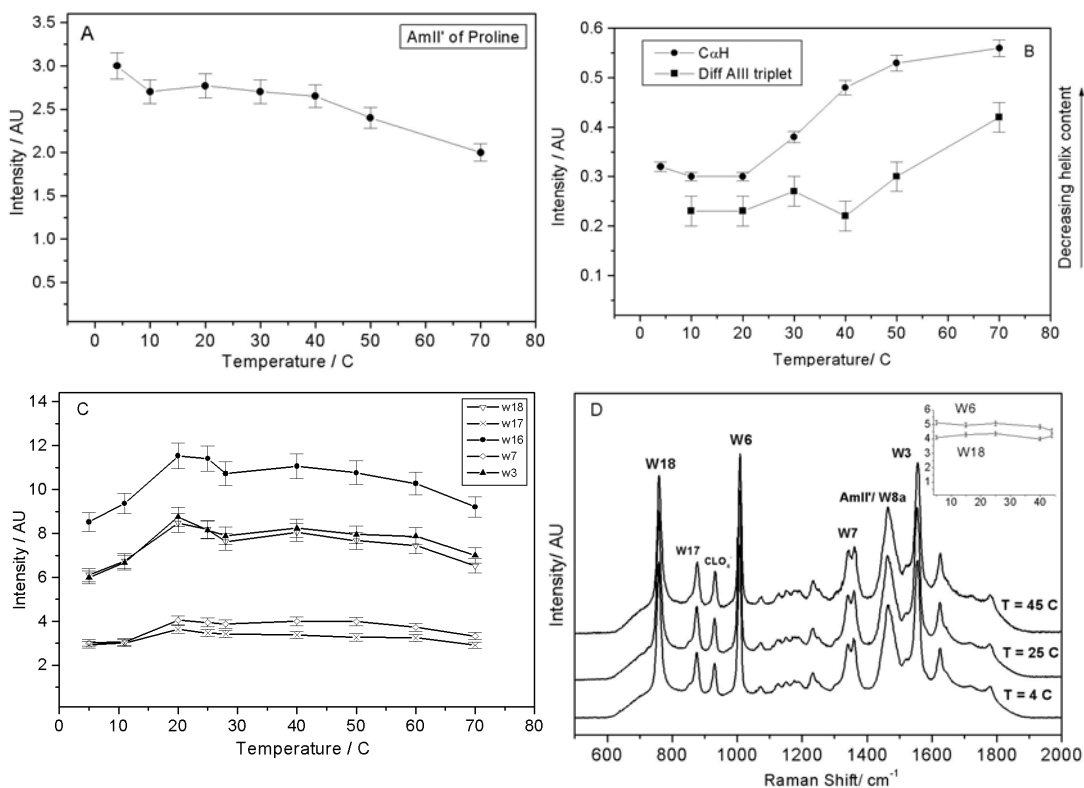 A
AmII' of Proline
3.5
3.0
2.5
2.0
1.5
1.0
0.5
Intensity / AU
0 10 20 30 40 50 60 70 80
Temperature / C
B
CαH
Diff AIII triplet
0.6
0.5
0.4
0.3
0.2
0.1
Intensity / AU
0 10 20 30 40 50 60 70 80
Temperature/ C
Decreasing helix content
C
w18
w17
w16
w7
w3
14
12
10
8
6
4
2
Intensity / AU
0 10 20 30 40 50 60 70 80
Temperature / C
D
W18
W17
CLO4-
W6
W7
AmII'/ W8a
W3
W6
W18
6
5
4
3
2
1
10 20 30 40
T = 45 C
T = 25 C
T = 4 C
Intensity/ AU
600 800 1000 1200 1400 1600 1800 2000
Raman Shift/ cm-1